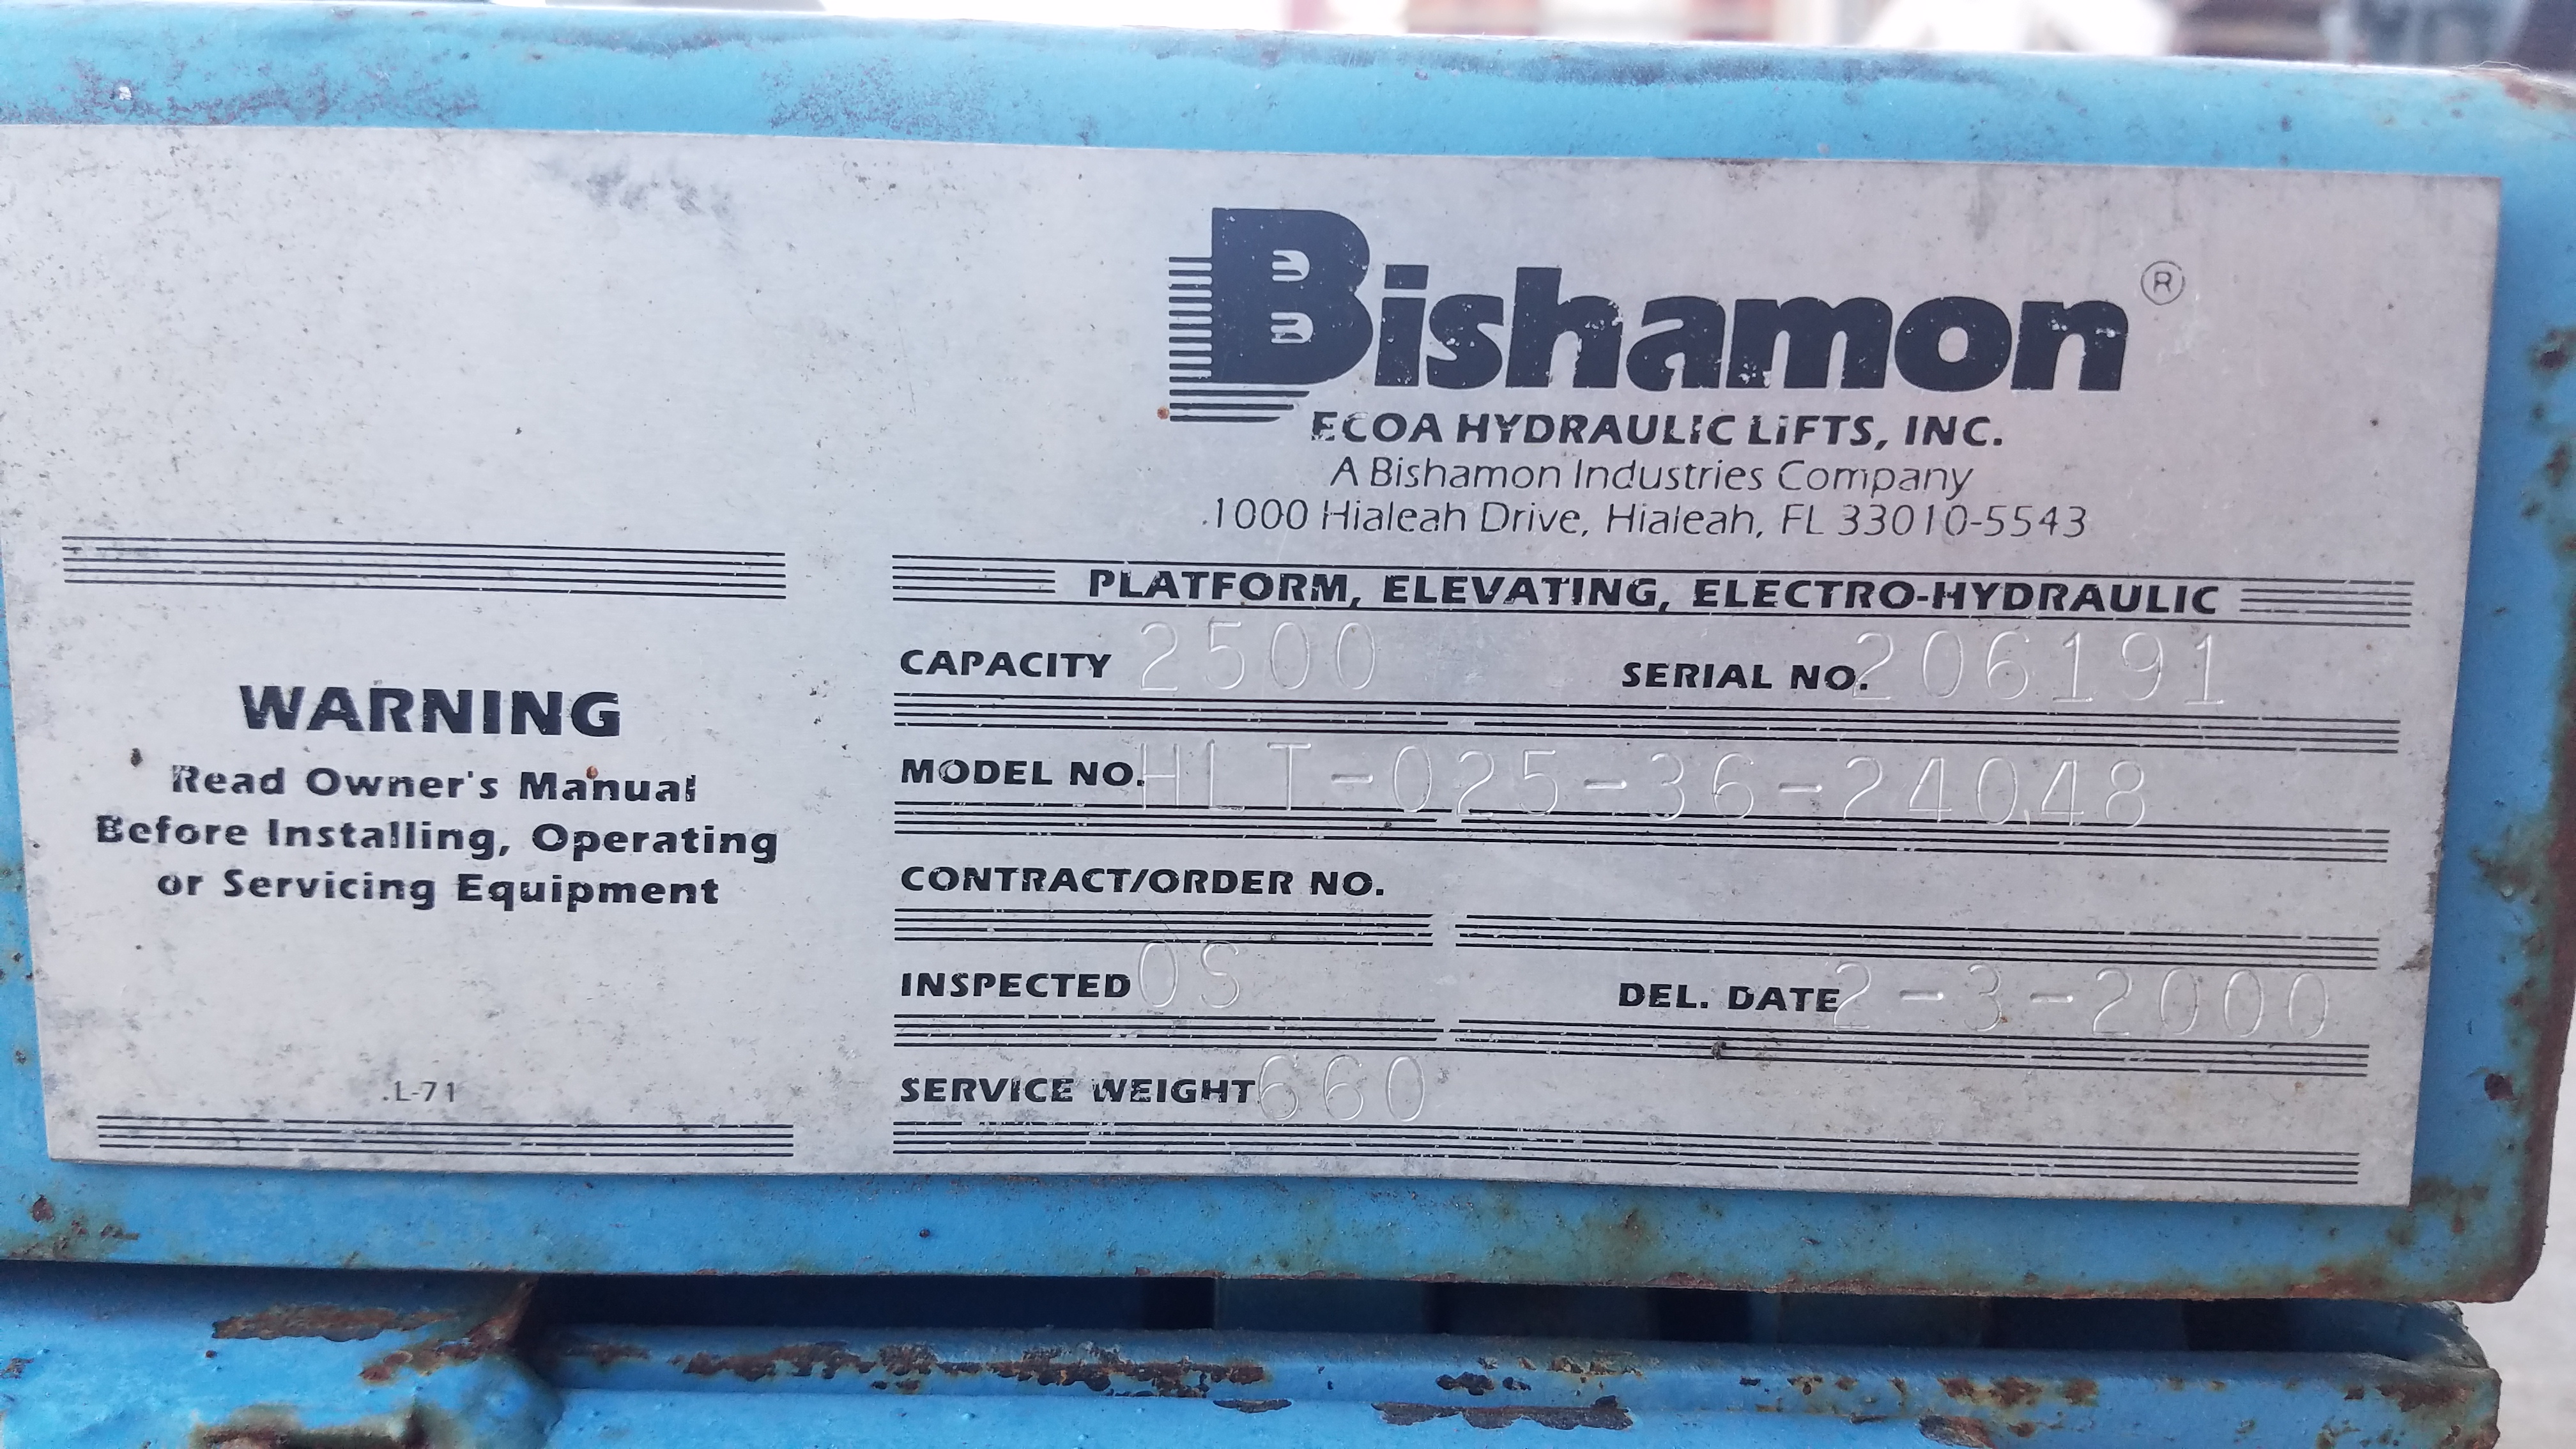 Bishamon®
ECOA HYDRAULIC LIFTS, INC.
A Bishamon Industries Company
1000 Hialeah Drive, Hialeah, FL 33010-5543
PLATFORM, ELEVATING, ELECTRO-HYDRAULIC
CAPACITY 2500 SERIAL NO. 206191
MODEL NO. HLT-025-36-24048
CONTRACT/ORDER NO.
INSPECTED OS DEL. DATE 2-3-2000
SERVICE WEIGHT 660
WARNING
Read Owner's Manual
Before Installing, Operating
or Servicing Equipment
L-71